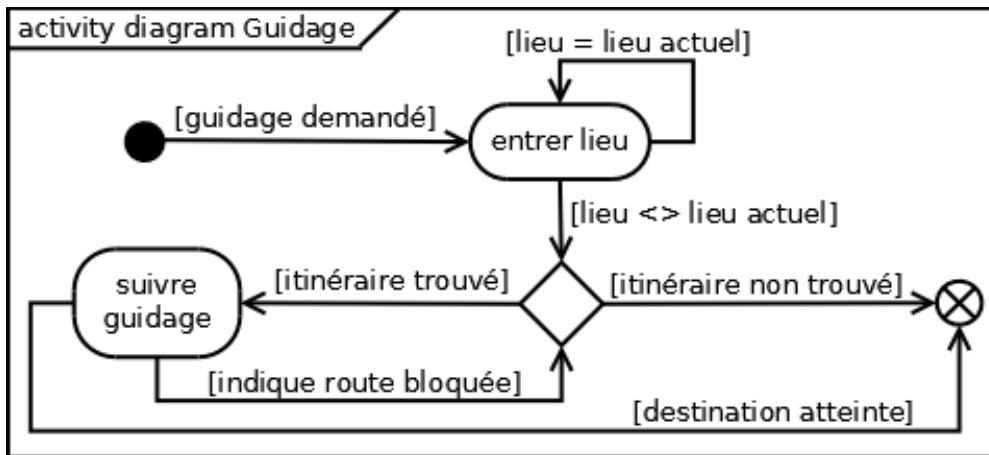 activity diagram Guidage
[lieu = lieu actuel]
[guidage demandé]
entrer lieu
[lieu <> lieu actuel]
suivre
guidage
[itinéraire trouvé]
[itinéraire non trouvé]
[indique route bloquée]
[destination atteinte]